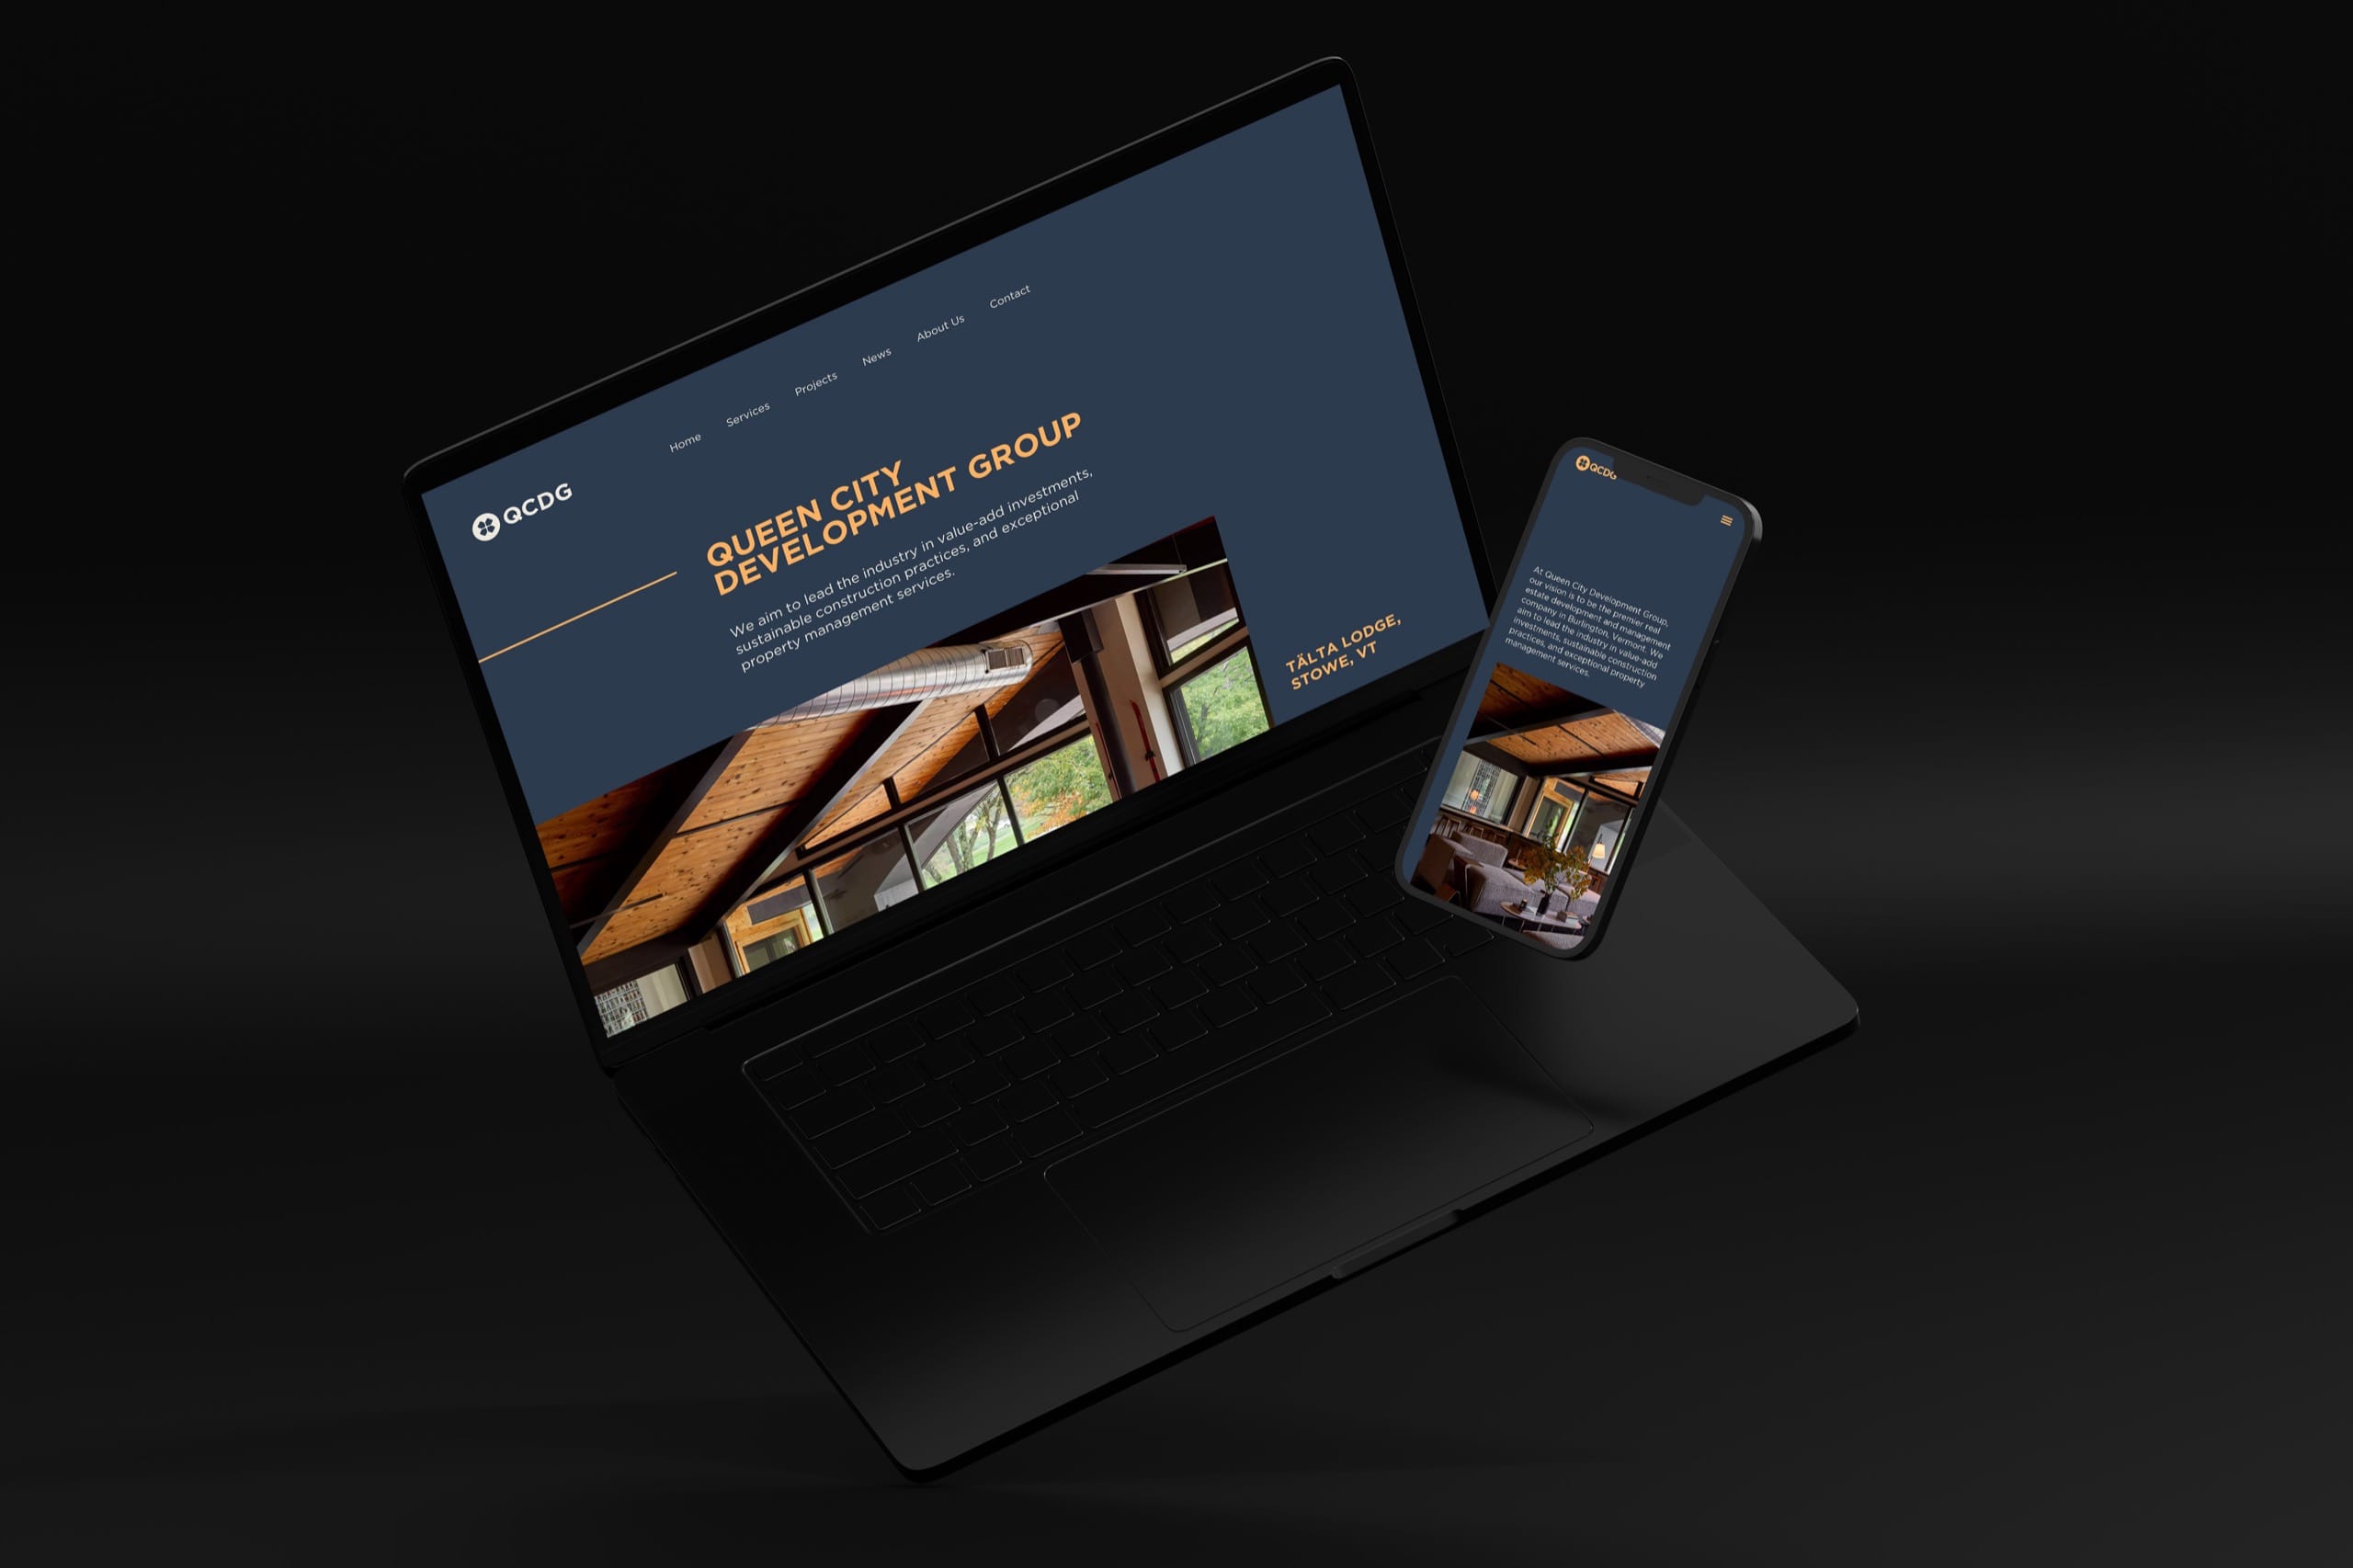 QCDG
Home
Services
Projects
News
About Us
Contact
QUEEN CITY
DEVELOPMENT GROUP
We aim to lead the industry in value-add investments,
sustainable construction practices, and exceptional
property management services.
TÄLTA LODGE,
STOWE, VT
QCDG
At Queen City Development Group,
our vision is to be the premier real
estate development and management
company in Burlington, Vermont. We
aim to lead the industry in value-add
investments, sustainable construction
practices, and exceptional property
management services.